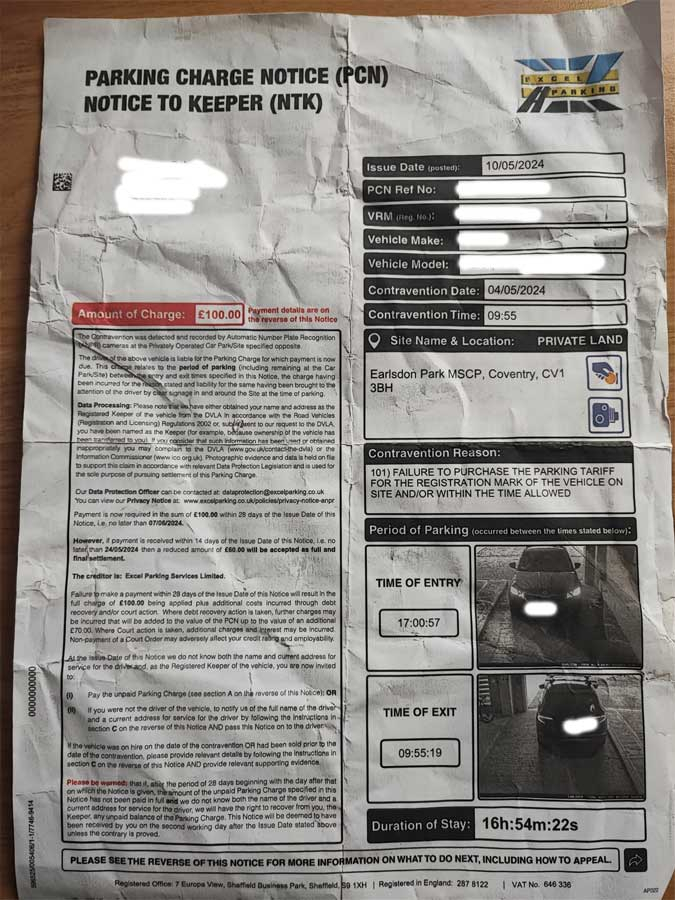 PARKING CHARGE NOTICE (PCN)
NOTICE TO KEEPER (NTK)
EXCEL
PARKING
Issue Date (posted): 10/05/2024
PCN Ref No:
VRM (Reg. No.):
Vehicle Make:
Vehicle Model:
Contravention Date: 04/05/2024
Contravention Time: 09:55
Amount of Charge: £100.00
Payment details are on
the reverse of this Notice
The Contravention was detected and recorded by Automatic Number Plate Recognition
cameras at the Privately Operated Car Park/Site specified opposite.
The driver of the above vehicle is liable for the Parking Charge for which payment is now
due. This charge relates to the period of parking (including remaining at the Car
Park/Site) between the entry and exit times specified in this Notice, the charge having
been incurred for the reason stated and liability for the same having been brought to the
attention of the driver by clear signage in and around the Site at the time of parking.
Data Processing: Please note that we have either obtained your name and address as the
Registered Keeper of the vehicle from the DVLA in accordance with the Road Vehicles
(Registration and Licensing) Regulations 2002 or, subsequent to our request to the DVLA,
you have been named as the Keeper (for example, because ownership of the vehicle has
been transferred to you). If you consider that such information has been used or obtained
inappropriately you may complain to the DVLA (www.gov.uk/contact-the-dvla) or the
Information Commissioner (www.ico.org.uk). Photographic evidence and data is held on file
to support this claim in accordance with relevant Data Protection Legislation and is used for
the sole purpose of pursuing settlement of this Parking Charge.
Our Data Protection Officer can be contacted at: dataprotection@excelparking.co.uk
You can view our Privacy Notice at: www.excelparking.co.uk/policies/privacy-notice-anpr
Payment is now required in the sum of £100.00 within 28 days of the Issue Date of this Notice,
i.e. no later than 07/06/2024.
However, if payment is received within 14 days of the Issue Date of this Notice, i.e. no
later than 24/05/2024 then a reduced amount of £60.00 will be accepted as full and
final settlement.
The creditor is: Excel Parking Services Limited.
Failure to make a payment within 28 days of the Issue Date of this Notice will result in the
full charge of £100.00 being applied plus additional costs incurred through debt
recovery and/or court action. Where debt recovery action is taken, further charges may
be incurred that will be added to the value of the PCN up to the value of an additional
£70.00. Where Court action is taken, additional charges and interest may be incurred.
Non-payment of a Court Order may adversely affect your credit rating and employability.
At the Issue Date of this Notice we do not know both the name and current address for
service for the driver and, as the Registered Keeper of the vehicle, you are now invited
to:
(i) Pay the unpaid Parking Charge (see section A on the reverse of this Notice); OR
(ii) If you were not the driver of the vehicle, to notify us of the full name of the driver
and a current address for service for the driver by following the instructions in
section C on the reverse of this Notice AND pass this Notice on to the driver.
If the vehicle was on hire on the date of the contravention OR had been sold prior to the
date of the contravention, please provide relevant details by following the instructions in
section C on the reverse of this Notice AND provide relevant supporting evidence.
Please be warned: that if, after the period of 28 days beginning with the day after that
on which the Notice is given, the amount of the unpaid Parking Charge specified in this
Notice has not been paid in full and we do not know both the name of the driver and a
current address for service for the driver, we will have the right to recover from you, the
Keeper, any unpaid balance of the Parking Charge. This Notice will be deemed to have
been received by you on the second working day after the Issue Date stated above
unless the contrary is proved.
Site Name & Location: PRIVATE LAND
Earlsdon Park MSCP, Coventry, CV1
3BH
Contravention Reason:
101) FAILURE TO PURCHASE THE PARKING TARIFF
FOR THE REGISTRATION MARK OF THE VEHICLE ON
SITE AND/OR WITHIN THE TIME ALLOWED
Period of Parking (occurred between the times stated below):
TIME OF ENTRY
17:00:57
TIME OF EXIT
09:55:19
Duration of Stay: 16h:54m:22s
PLEASE SEE THE REVERSE OF THIS NOTICE FOR MORE INFORMATION ON WHAT TO DO NEXT, INCLUDING HOW TO APPEAL.
Registered Office: 7 Europa View, Sheffield Business Park, Sheffield, S9 1XH | Registered in England: 287 8122 | VAT No. 646 336
AP022
0000000000